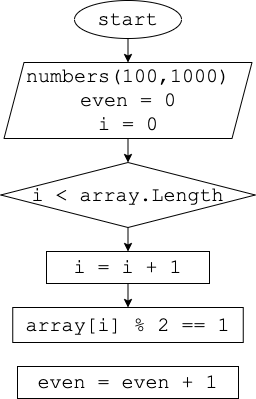 start
numbers(100,1000)
even = 0
i = 0
i < array.Length
i = i + 1
array[i] % 2 == 1
even = even + 1